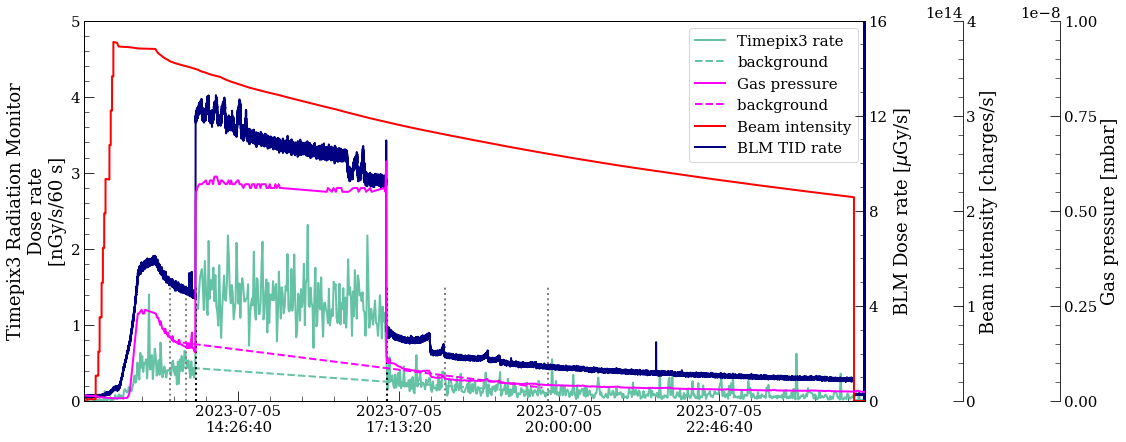 1e14
1e−8
5
4
3
2
1
0
Timepix3 Radiation Monitor
Dose rate
[nGy/s/60 s]
Timepix3 rate
background
Gas pressure
background
Beam intensity
BLM TID rate
16
12
8
4
0
BLM Dose rate [μGy/s]
4
3
2
1
0
Beam intensity [charges/s]
1.00
0.75
0.50
0.25
0.00
Gas pressure [mbar]
2023-07-05
14:26:40
2023-07-05
17:13:20
2023-07-05
20:00:00
2023-07-05
22:46:40